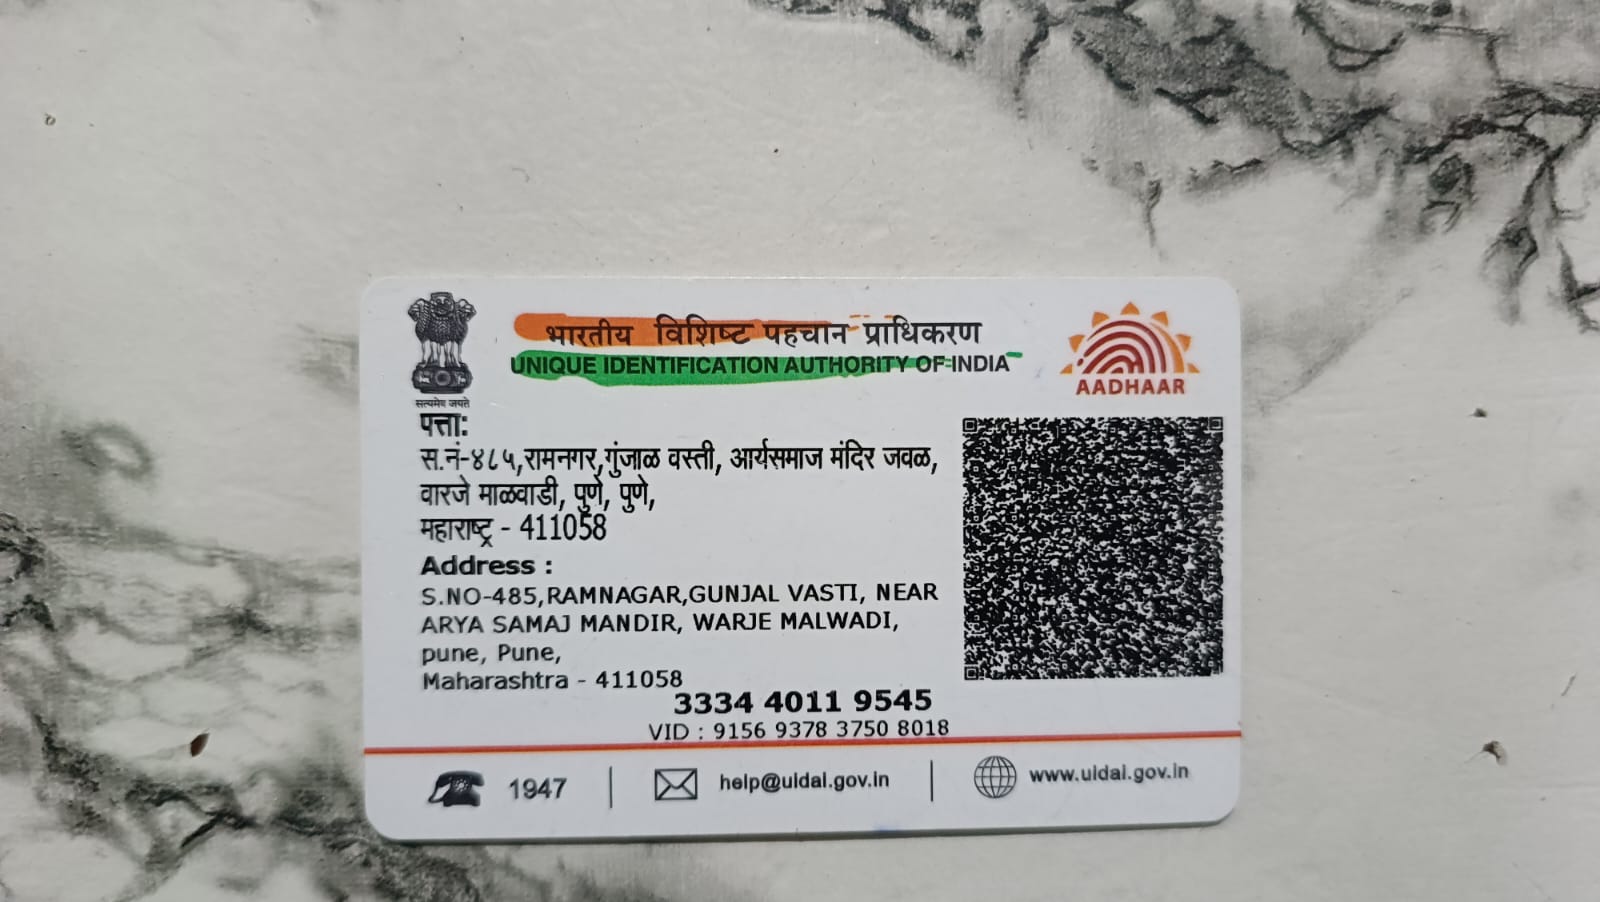 भारतीय विशिष्ट पहचान प्राधिकरण
UNIQUE IDENTIFICATION AUTHORITY OF INDIA
AADHAAR
सत्यमेव जयते
पत्ता:
स.नं-४८५,रामनगर,गुंजाळ वस्ती, आर्यसमाज मंदिर जवळ,
वारजे माळवाडी, पुणे, पुणे,
महाराष्ट्र - 411058
Address :
S.NO-485,RAMNAGAR,GUNJAL VASTI, NEAR
ARYA SAMAJ MANDIR, WARJE MALWADI,
pune, Pune,
Maharashtra - 411058
3334 4011 9545
VID : 9156 9378 3750 8018
1947
help@uidai.gov.in
www.uidai.gov.in